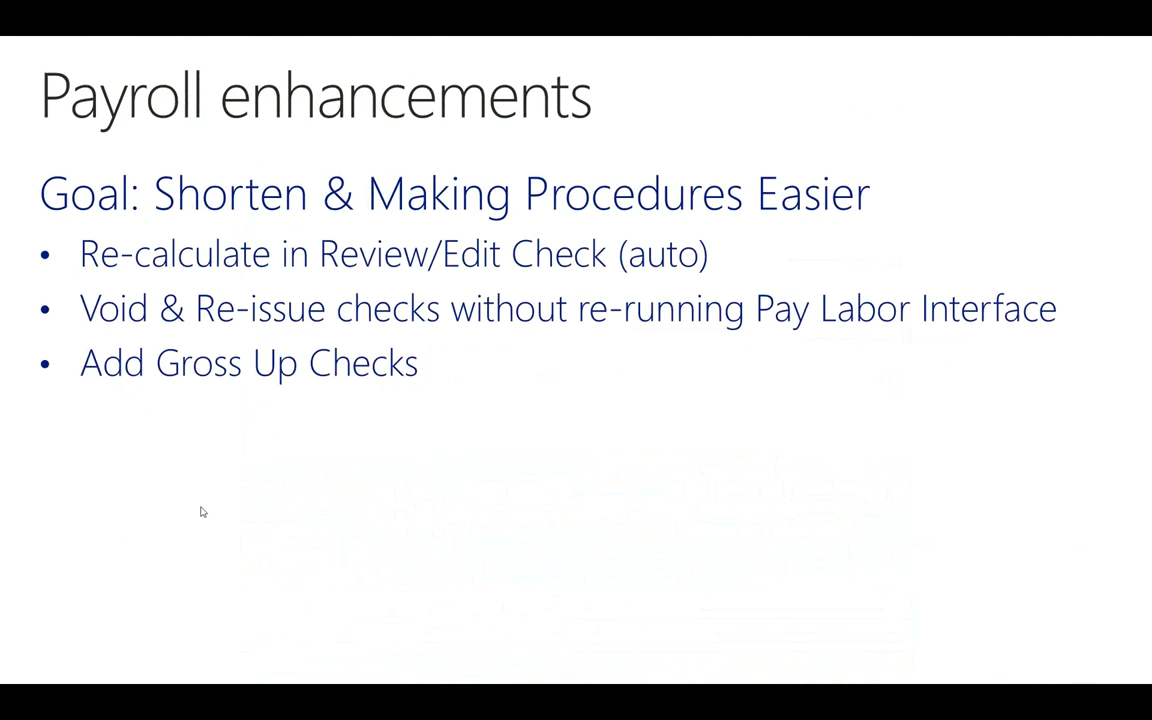 Payroll enhancements
Goal: Shorten & Making Procedures Easier
• Re-calculate in Review/Edit Check (auto)
• Void & Re-issue checks without re-running Pay Labor Interface
• Add Gross Up Checks